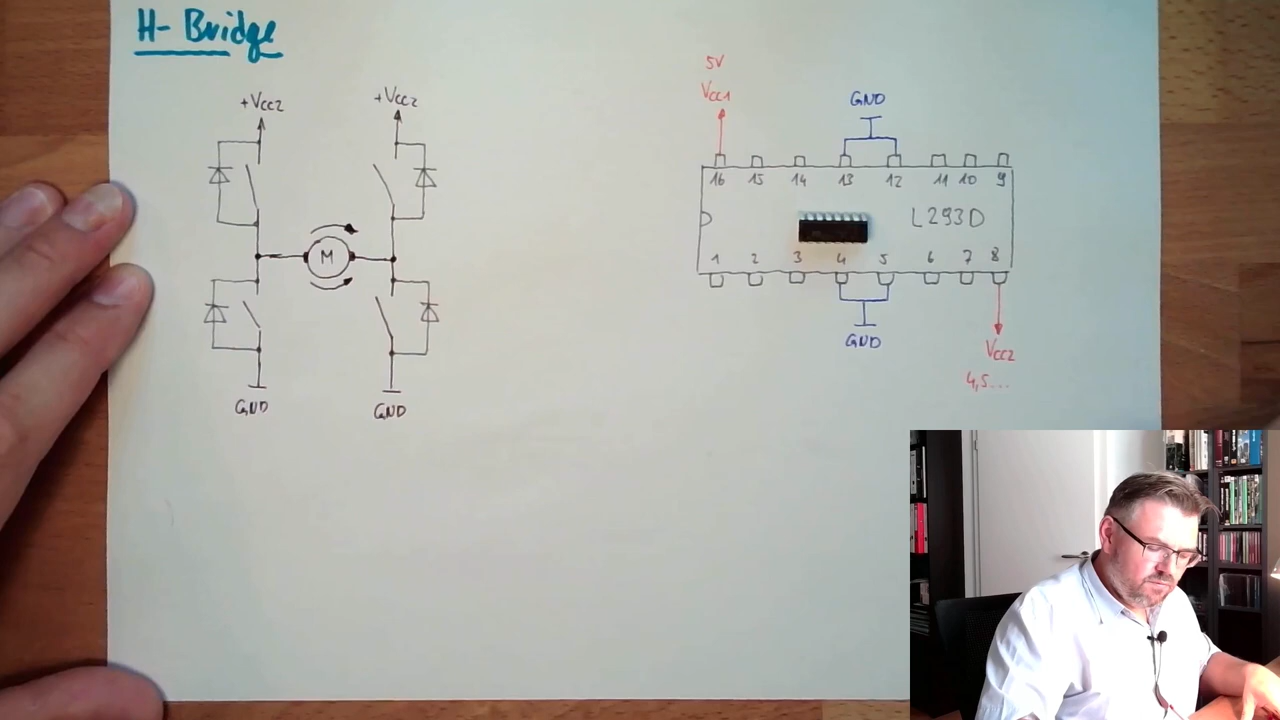 H-Bridge
+Vcc2
+Vcc2
M
GND
GND
5V
Vcc1
GND
16 15 14 13 12 11 10 9
L293D
1 2 3 4 5 6 7 8
GND
Vcc2
4,5...